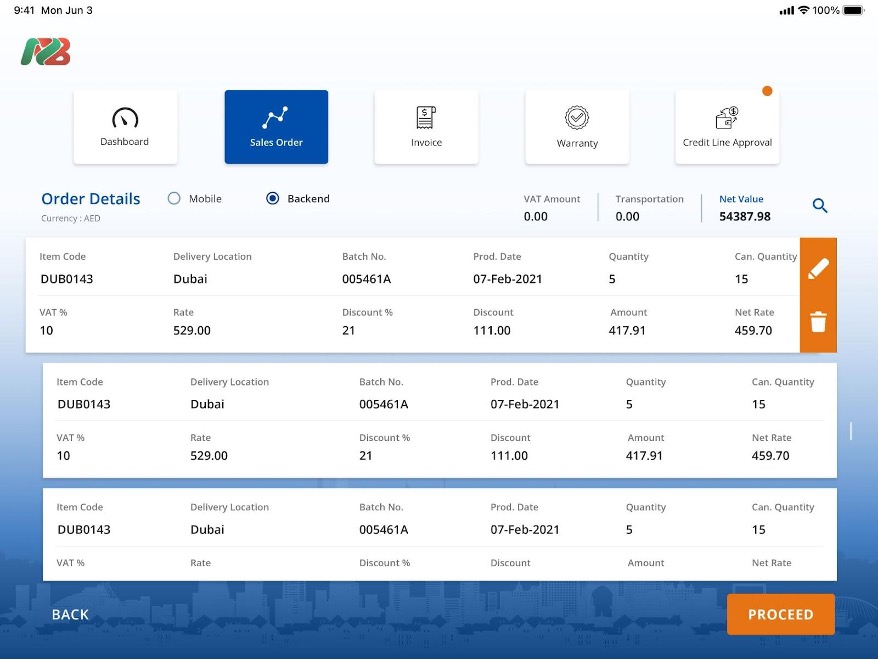 9:41 Mon Jun 3 100%
Dashboard Sales Order Invoice Warranty Credit Line Approval
Order Details Mobile Backend VAT Amount Transportation Net Value
Currency : AED 0.00 0.00 54387.98
Item Code Delivery Location Batch No. Prod. Date Quantity Can. Quantity
DUB0143 Dubai 005461A 07-Feb-2021 5 15
VAT % Rate Discount % Discount Amount Net Rate
10 529.00 21 111.00 417.91 459.70
Item Code Delivery Location Batch No. Prod. Date Quantity Can. Quantity
DUB0143 Dubai 005461A 07-Feb-2021 5 15
VAT % Rate Discount % Discount Amount Net Rate
10 529.00 21 111.00 417.91 459.70
Item Code Delivery Location Batch No. Prod. Date Quantity Can. Quantity
DUB0143 Dubai 005461A 07-Feb-2021 5 15
VAT % Rate Discount % Discount Amount Net Rate
BACK PROCEED